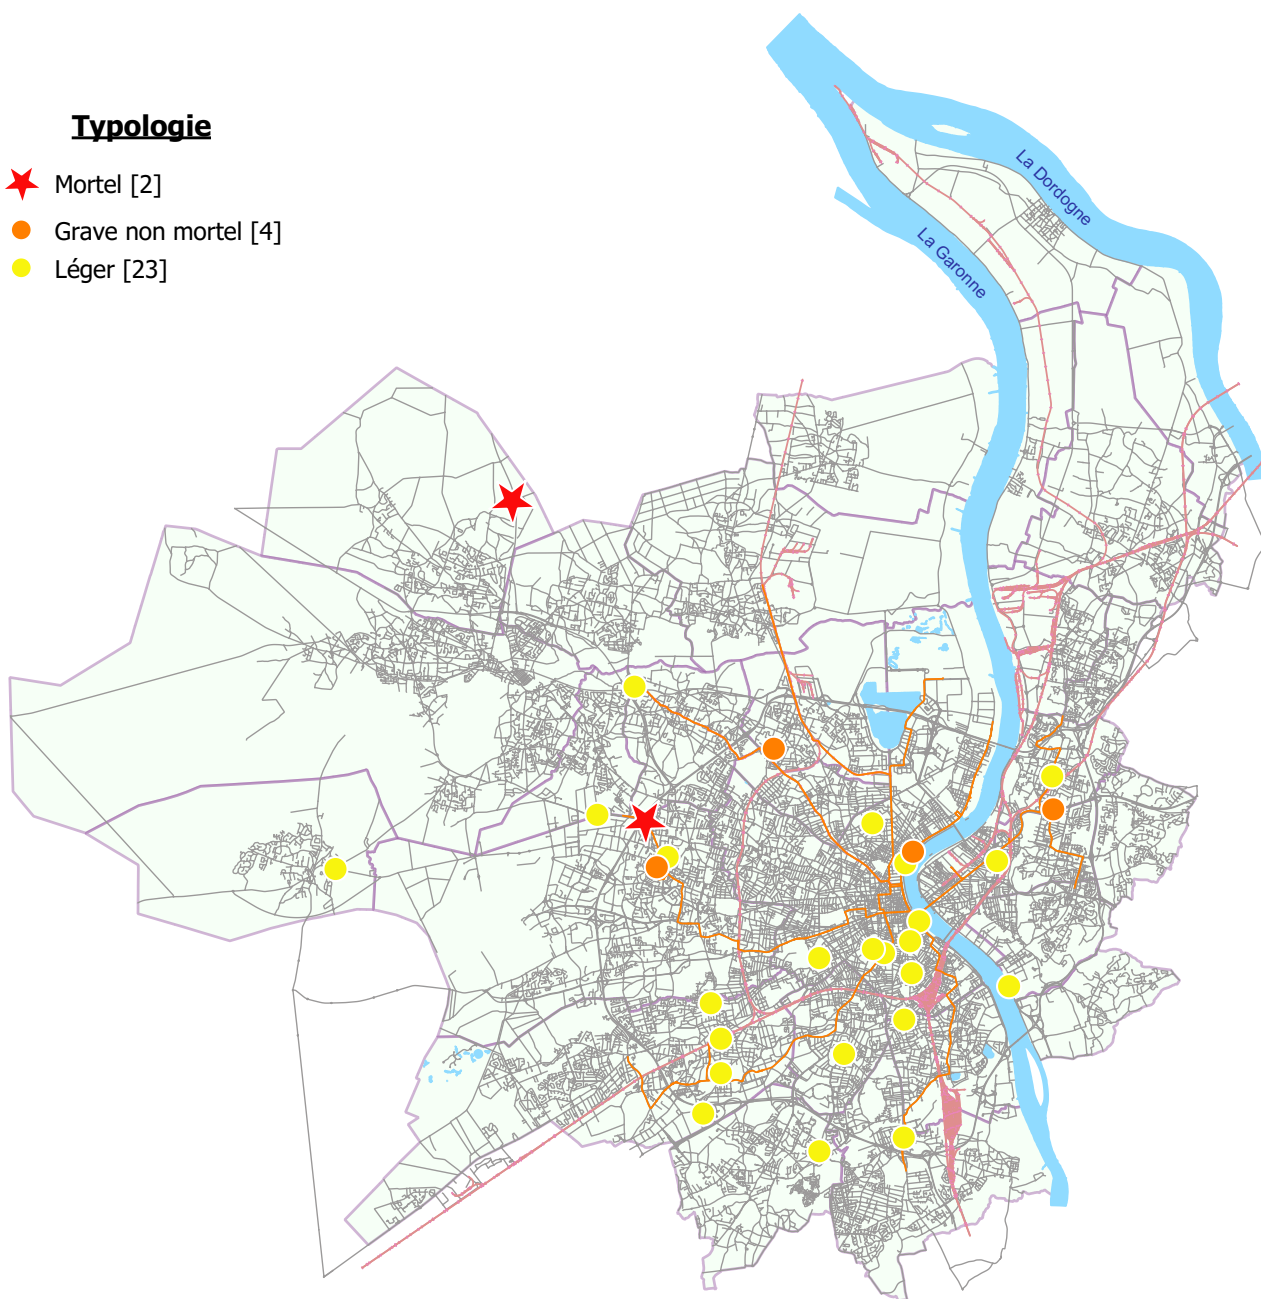 Typologie
Mortel [2]
Grave non mortel [4]
Léger [23]
La Dordogne
La Garonne